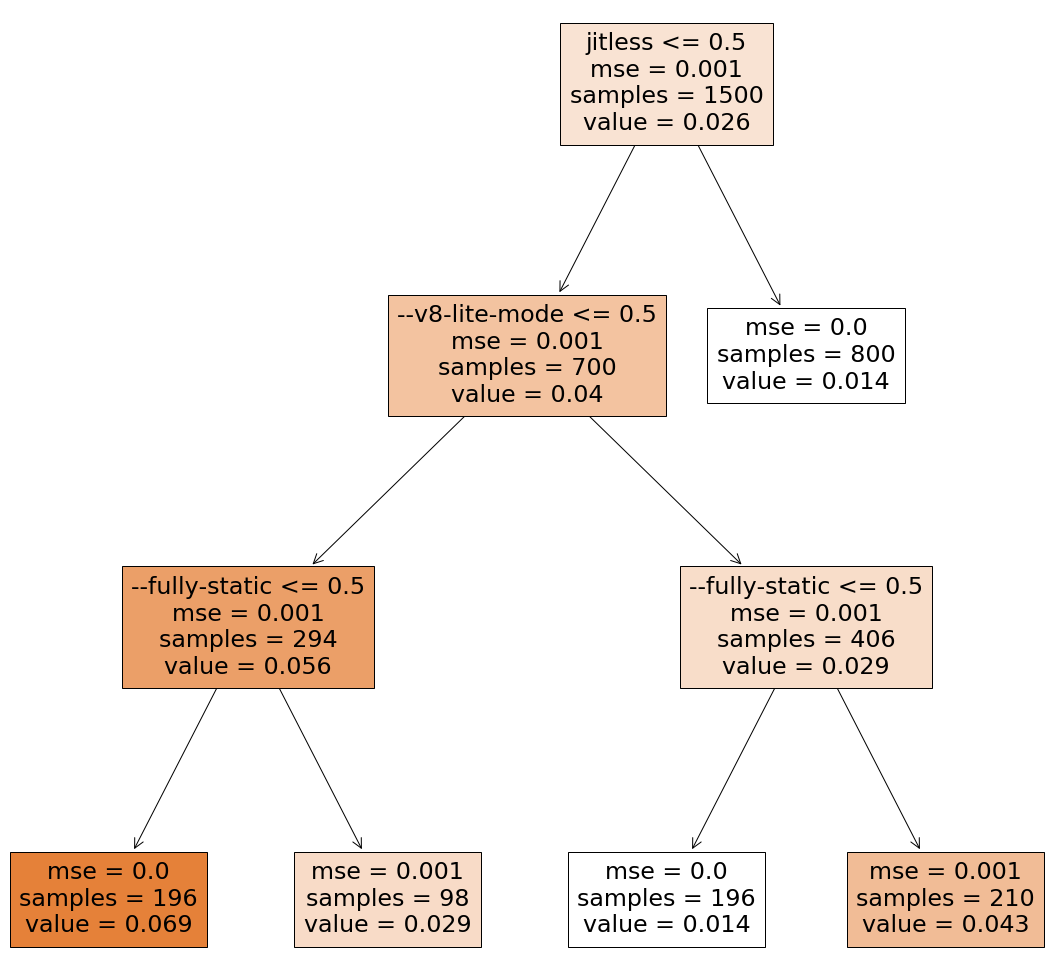 jitless <= 0.5
mse = 0.001
samples = 1500
value = 0.026
--v8-lite-mode <= 0.5
mse = 0.001
samples = 700
value = 0.04
mse = 0.0
samples = 800
value = 0.014
--fully-static <= 0.5
mse = 0.001
samples = 294
value = 0.056
--fully-static <= 0.5
mse = 0.001
samples = 406
value = 0.029
mse = 0.0
samples = 196
value = 0.069
mse = 0.001
samples = 98
value = 0.029
mse = 0.0
samples = 196
value = 0.014
mse = 0.001
samples = 210
value = 0.043